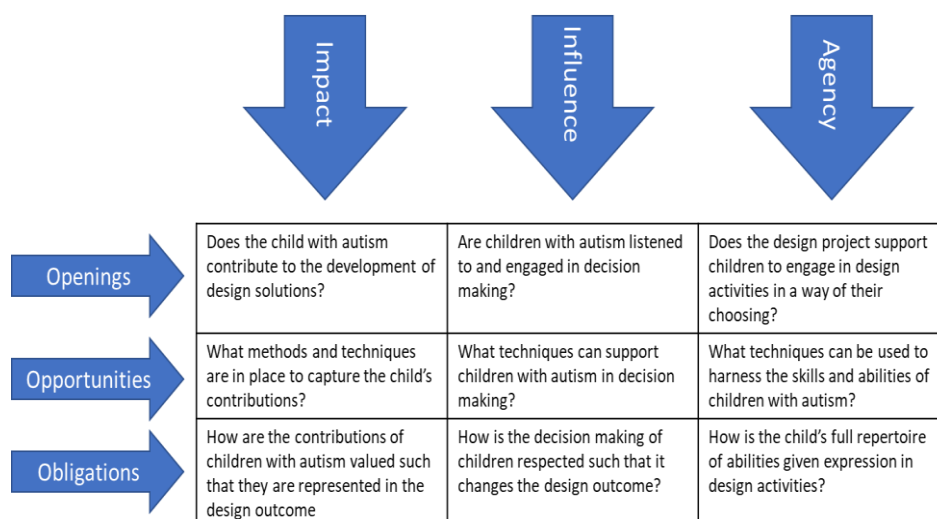 Impact
Influence
Agency
Openings
Does the child with autism
contribute to the development of
design solutions?
Are children with autism listened
to and engaged in decision
making?
Does the design project support
children to engage in design
activities in a way of their
choosing?
Opportunities
What methods and techniques
are in place to capture the child's
contributions?
What techniques can support
children with autism in decision
making?
What techniques can be used to
harness the skills and abilities of
children with autism?
Obligations
How are the contributions of
children with autism valued such
that they are represented in the
design outcome
How is the decision making of
children respected such that it
changes the design outcome?
How is the child's full repertoire
of abilities given expression in
design activities?